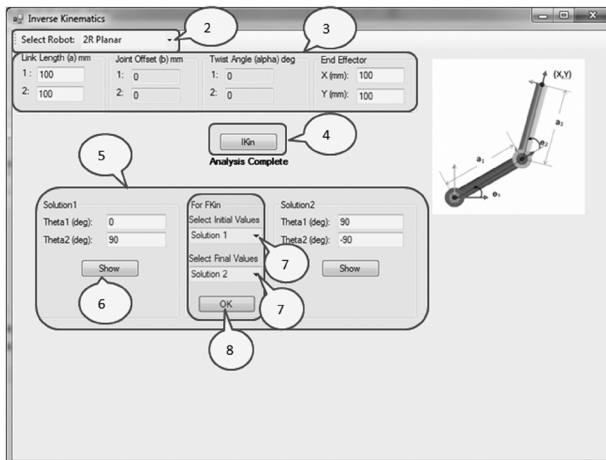 Inverse Kinematics
Select Robot: 2R Planar
2
3
Link Length (a) mm
1 : 100
2: 100
Joint Offset (b) mm
1: 0
2: 0
Twist Angle (alpha) deg
1: 0
2: 0
End Effector
X (mm): 100
Y (mm): 100
IKin
4
Analysis Complete
(X,Y)
a₂
θ₂
a₁
θ₁
5
Solution1
Theta1 (deg): 0
Theta2 (deg): 90
Show
6
For FKin
Select Initial Values
Solution 1
7
Select Final Values
Solution 2
7
OK
8
Solution2
Theta1 (deg): 90
Theta2 (deg): -90
Show